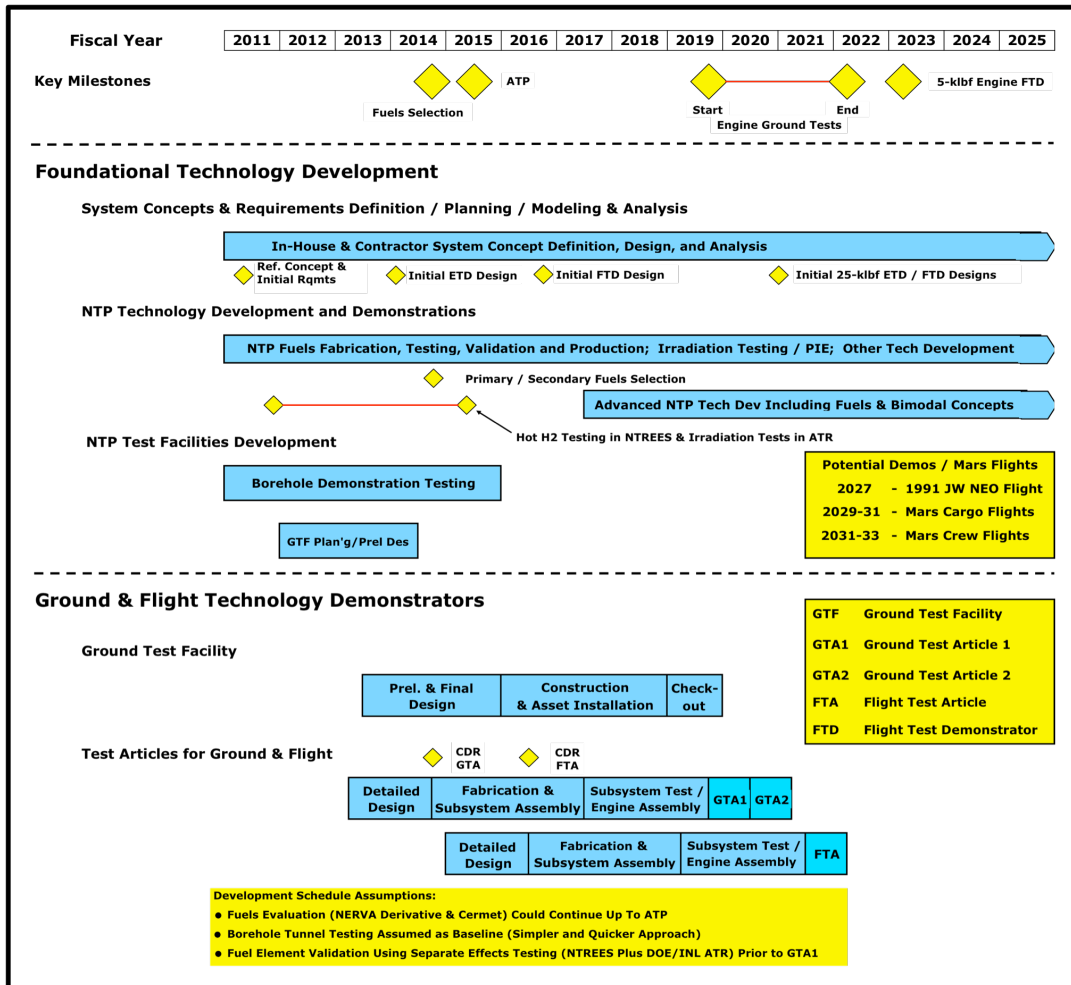 Fiscal Year
2011 2012 2013 2014 2015 2016 2017 2018 2019 2020 2021 2022 2023 2024 2025
Key Milestones
ATP
5-klbf Engine FTD
Fuels Selection
Start
End
Engine Ground Tests
Foundational Technology Development
System Concepts & Requirements Definition / Planning / Modeling & Analysis
In-House & Contractor System Concept Definition, Design, and Analysis
Ref. Concept &
Initial Rqmts
Initial ETD Design
Initial FTD Design
Initial 25-klbf ETD / FTD Designs
NTP Technology Development and Demonstrations
NTP Fuels Fabrication, Testing, Validation and Production; Irradiation Testing / PIE; Other Tech Development
Primary / Secondary Fuels Selection
Advanced NTP Tech Dev Including Fuels & Bimodal Concepts
Hot H2 Testing in NTREES & Irradiation Tests in ATR
NTP Test Facilities Development
Borehole Demonstration Testing
GTF Plan'g/Prel Des
Potential Demos / Mars Flights
2027 - 1991 JW NEO Flight
2029-31 - Mars Cargo Flights
2031-33 - Mars Crew Flights
Ground & Flight Technology Demonstrators
GTF Ground Test Facility
GTA1 Ground Test Article 1
GTA2 Ground Test Article 2
FTA Flight Test Article
FTD Flight Test Demonstrator
Ground Test Facility
Prel. & Final
Design
Construction
& Asset Installation
Check-
out
Test Articles for Ground & Flight
CDR
GTA
CDR
FTA
Detailed
Design
Fabrication &
Subsystem Assembly
Subsystem Test /
Engine Assembly
GTA1
GTA2
Detailed
Design
Fabrication &
Subsystem Assembly
Subsystem Test /
Engine Assembly
FTA
Development Schedule Assumptions:
● Fuels Evaluation (NERVA Derivative & Cermet) Could Continue Up To ATP
● Borehole Tunnel Testing Assumed as Baseline (Simpler and Quicker Approach)
● Fuel Element Validation Using Separate Effects Testing (NTREES Plus DOE/INL ATR) Prior to GTA1